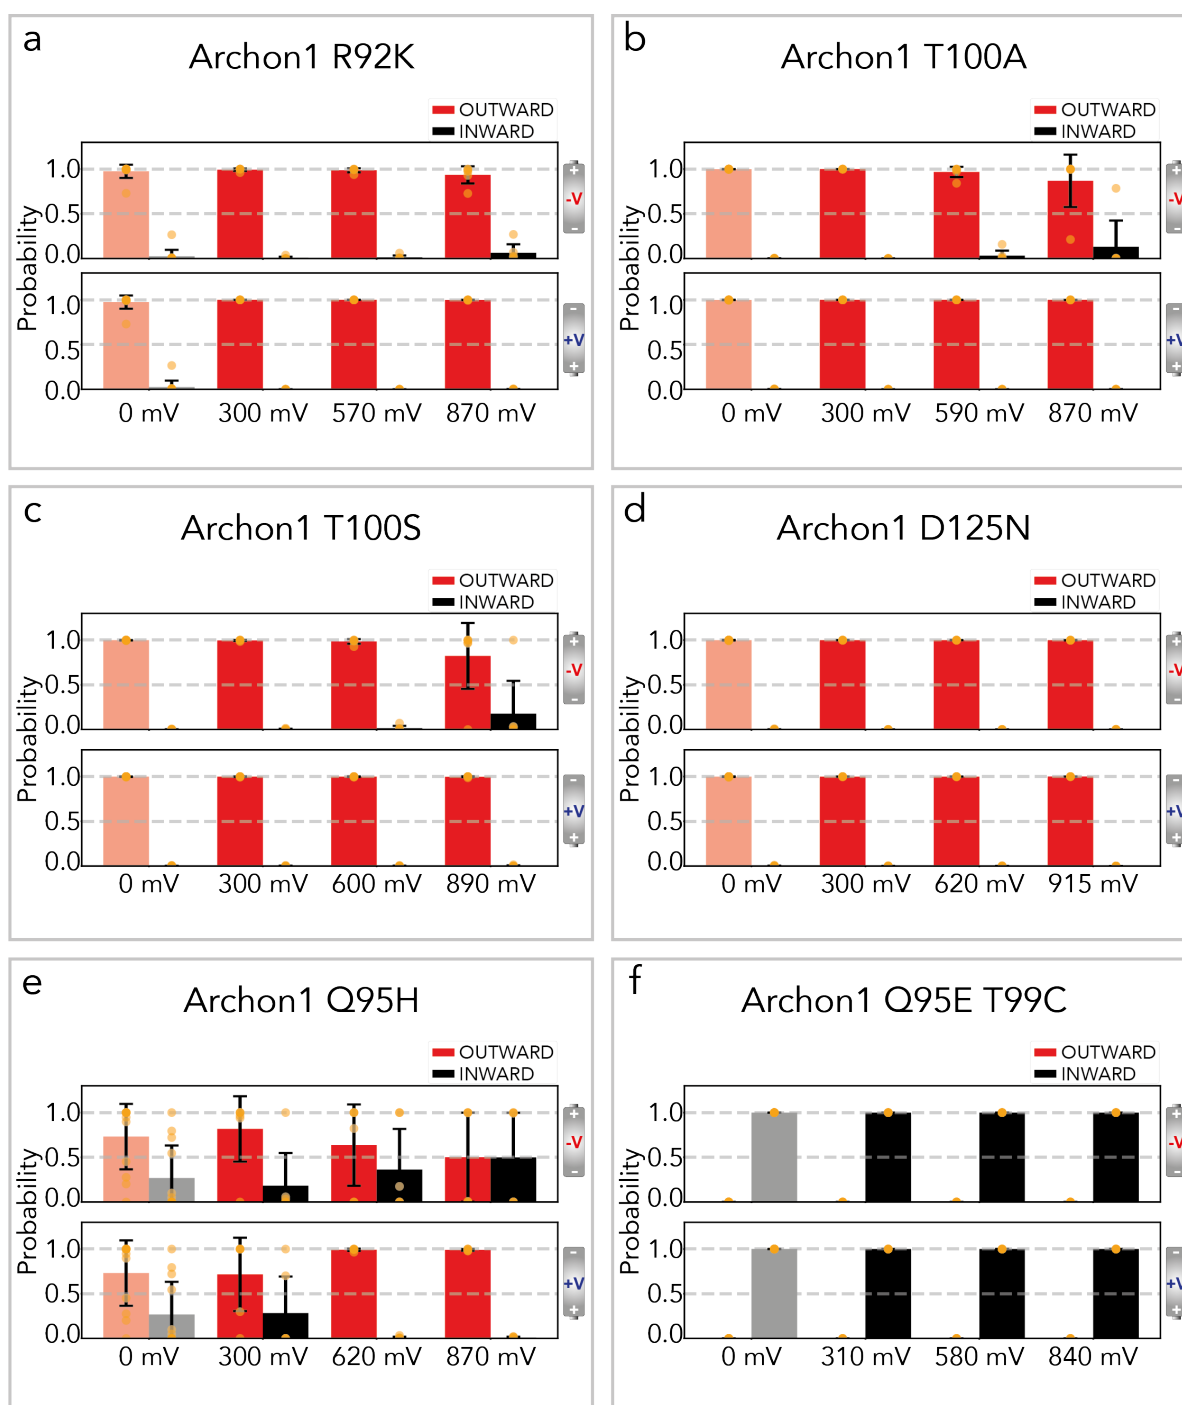 a
Archon1 R92K
OUTWARD
INWARD
Probability
1.0
0.5
0.0
+
-V
-
1.0
0.5
0.0
-
+V
+
0 mV 300 mV 570 mV 870 mV
b
Archon1 T100A
OUTWARD
INWARD
Probability
1.0
0.5
0.0
+
-V
-
1.0
0.5
0.0
-
+V
+
0 mV 300 mV 590 mV 870 mV
c
Archon1 T100S
OUTWARD
INWARD
Probability
1.0
0.5
0.0
+
-V
-
1.0
0.5
0.0
-
+V
+
0 mV 300 mV 600 mV 890 mV
d
Archon1 D125N
OUTWARD
INWARD
Probability
1.0
0.5
0.0
+
-V
-
1.0
0.5
0.0
-
+V
+
0 mV 300 mV 620 mV 915 mV
e
Archon1 Q95H
OUTWARD
INWARD
Probability
1.0
0.5
0.0
+
-V
-
1.0
0.5
0.0
-
+V
+
0 mV 300 mV 620 mV 870 mV
f
Archon1 Q95E T99C
OUTWARD
INWARD
Probability
1.0
0.5
0.0
+
-V
-
1.0
0.5
0.0
-
+V
+
0 mV 310 mV 580 mV 840 mV